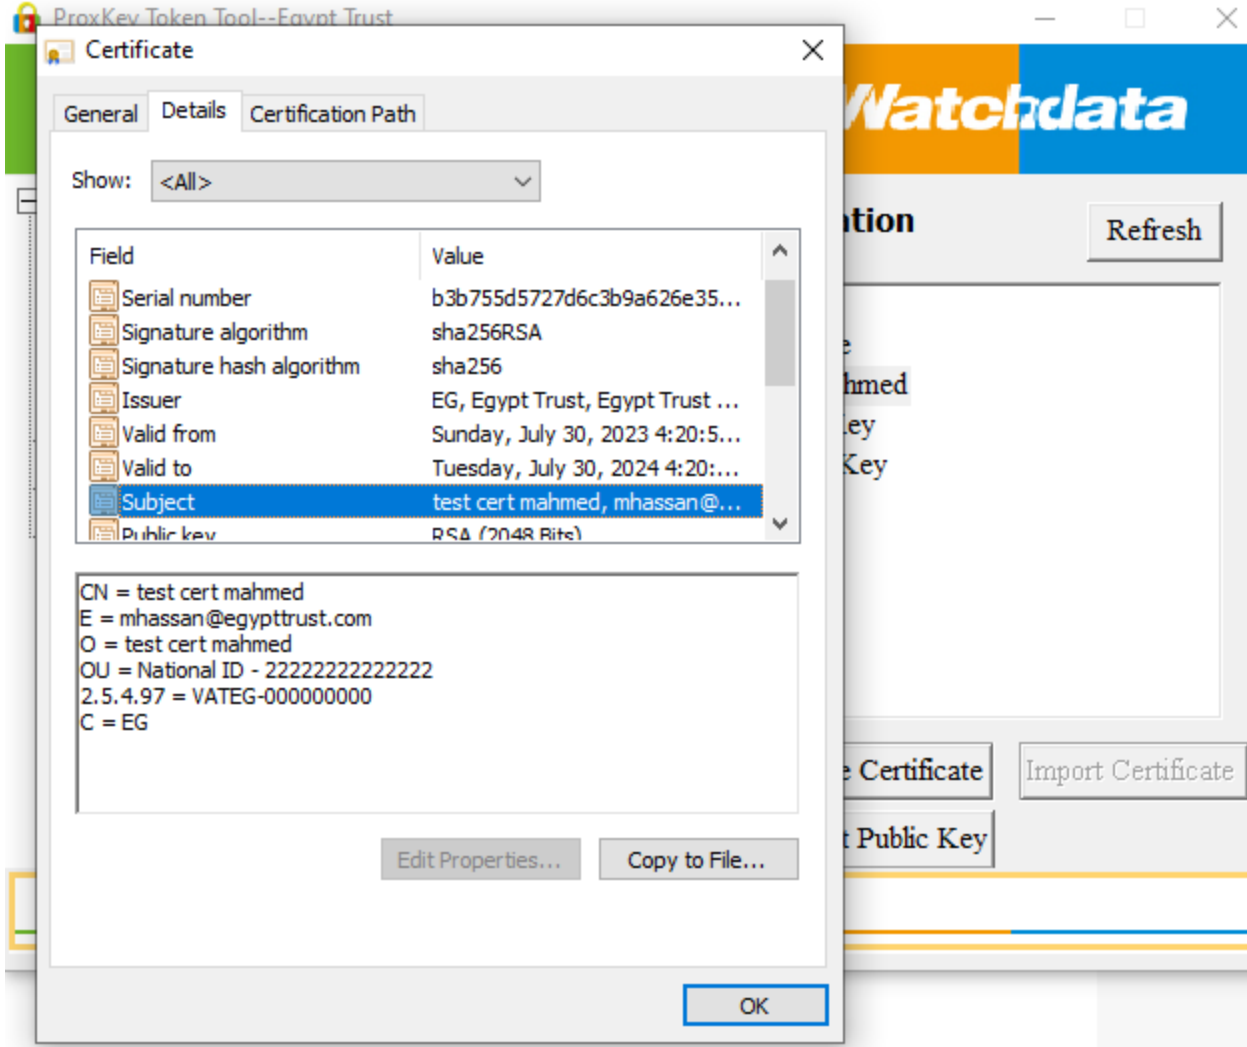 ProxKey Token Tool--Egypt Trust
Certificate
General Details Certification Path
Show: <All>
Field Value
Serial number b3b755d5727d6c3b9a626e35...
Signature algorithm sha256RSA
Signature hash algorithm sha256
Issuer EG, Egypt Trust, Egypt Trust ...
Valid from Sunday, July 30, 2023 4:20:5...
Valid to Tuesday, July 30, 2024 4:20:...
Subject test cert mahmed, mhassan@...
Public key RSA (2048 Bits)
CN = test cert mahmed
E = mhassan@egypttrust.com
O = test cert mahmed
OU = National ID - 22222222222222
2.5.4.97 = VATEG-000000000
C = EG
Edit Properties... Copy to File...
OK
Watchdata
ation
Refresh
e
hmed
ey
Key
e Certificate Import Certificate
t Public Key